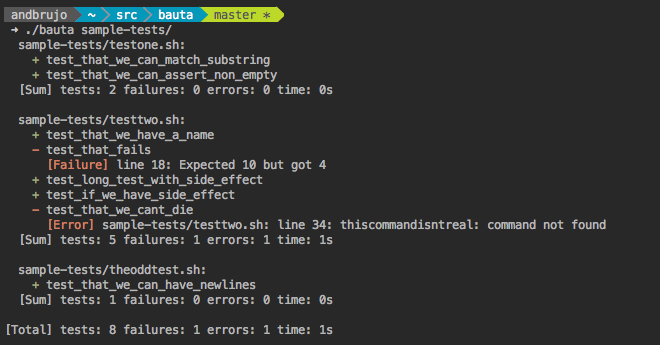 andbrujo ~ src bauta master *
➜ ./bauta sample-tests/
sample-tests/testone.sh:
+ test_that_we_can_match_substring
+ test_that_we_can_assert_non_empty
[Sum] tests: 2 failures: 0 errors: 0 time: 0s
sample-tests/testtwo.sh:
+ test_that_we_have_a_name
- test_that_fails
[Failure] line 18: Expected 10 but got 4
+ test_long_test_with_side_effect
+ test_if_we_have_side_effect
- test_that_we_cant_die
[Error] sample-tests/testtwo.sh: line 34: thiscommandisntreal: command not found
[Sum] tests: 5 failures: 1 errors: 1 time: 1s
sample-tests/theoddtest.sh:
+ test_that_we_can_have_newlines
[Sum] tests: 1 failures: 0 errors: 0 time: 0s
[Total] tests: 8 failures: 1 errors: 1 time: 1s